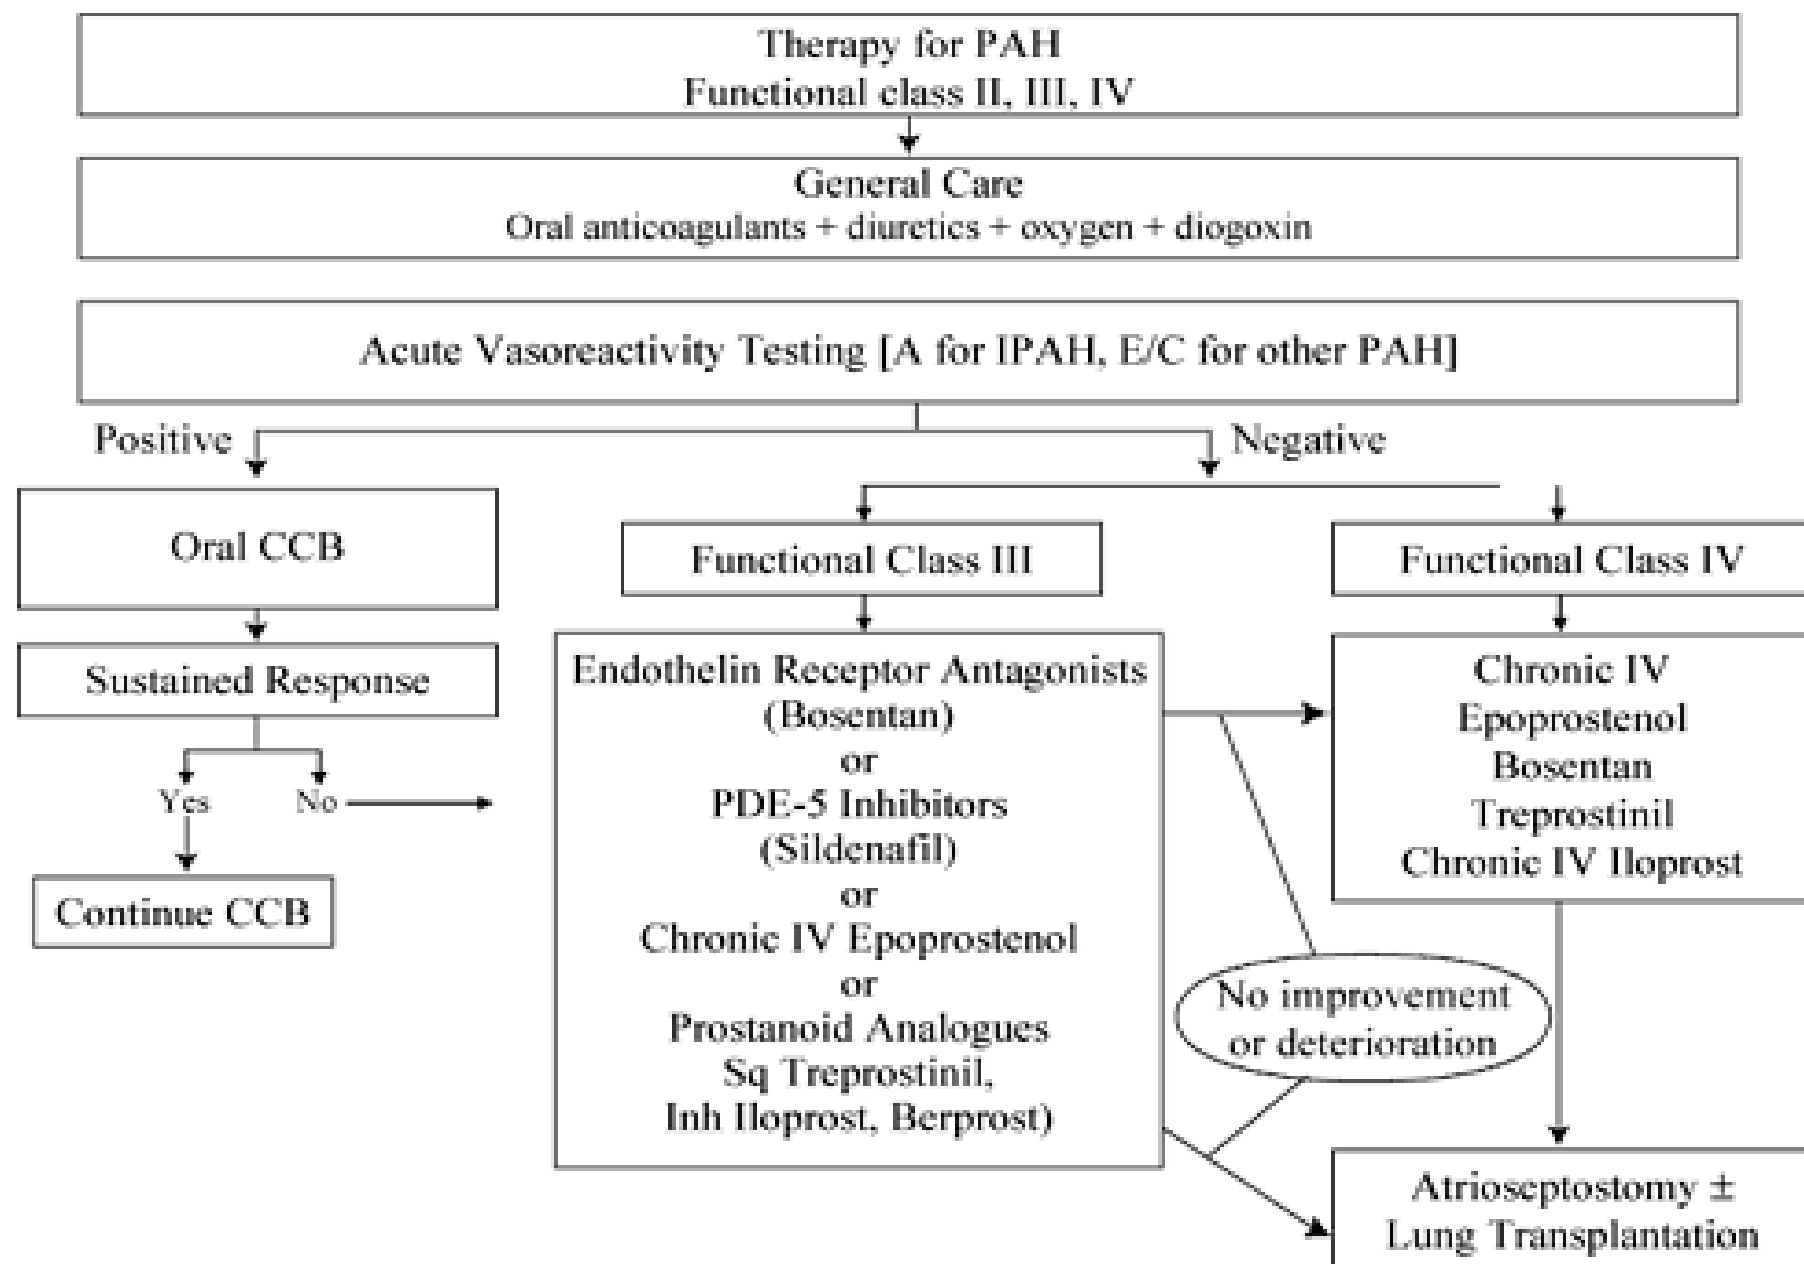 Therapy for PAH
Functional class II, III, IV
General Care
Oral anticoagulants + diuretics + oxygen + diogoxin
Acute Vasoreactivity Testing [A for IPAH, E/C for other PAH]
Positive
Negative
Oral CCB
Functional Class III
Functional Class IV
Sustained Response
Yes
No
Continue CCB
Endothelin Receptor Antagonists
(Bosentan)
or
PDE-5 Inhibitors
(Sildenafil)
or
Chronic IV Epoprostenol
or
Prostanoid Analogues
Sq Treprostinil,
Inh Iloprost, Berprost)
Chronic IV
Epoprostenol
Bosentan
Treprostinil
Chronic IV Iloprost
No improvement
or deterioration
Atrioseptostomy ±
Lung Transplantation